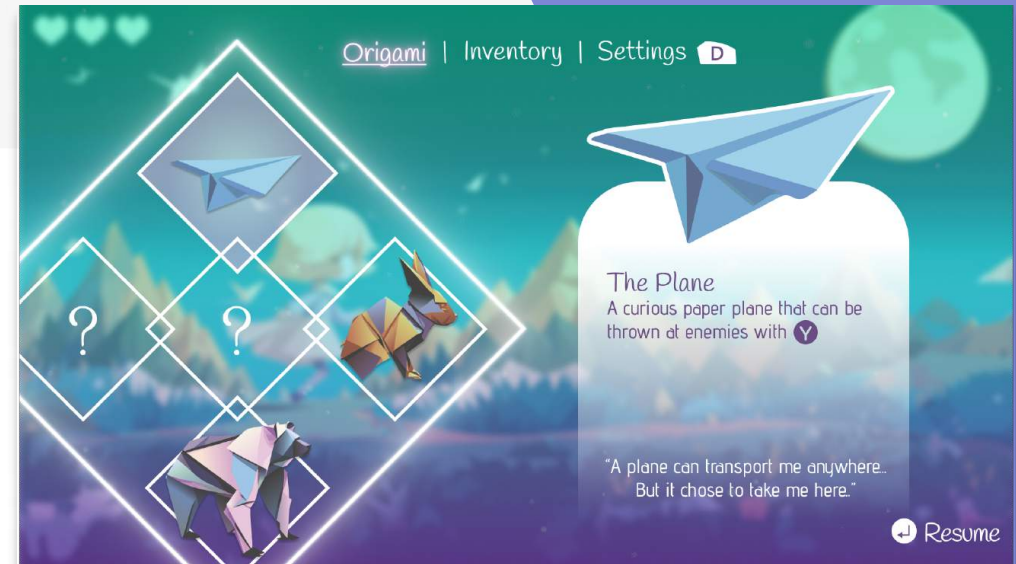 Origami | Inventory | Settings D
? ?
The Plane
A curious paper plane that can be
thrown at enemies with Y
"A plane can transport me anywhere..
But it chose to take me here."
Resume